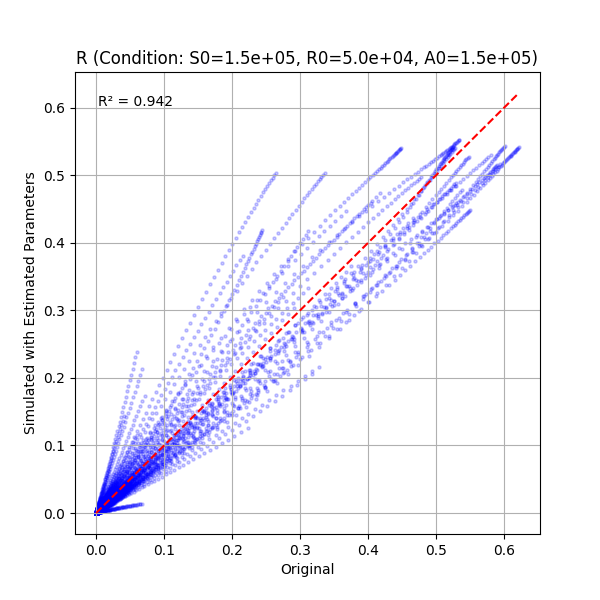 R (Condition: S0=1.5e+05, R0=5.0e+04, A0=1.5e+05)
R² = 0.942
0.6
0.5
0.4
0.3
0.2
0.1
0.0
Simulated with Estimated Parameters
0.0 0.1 0.2 0.3 0.4 0.5 0.6
Original